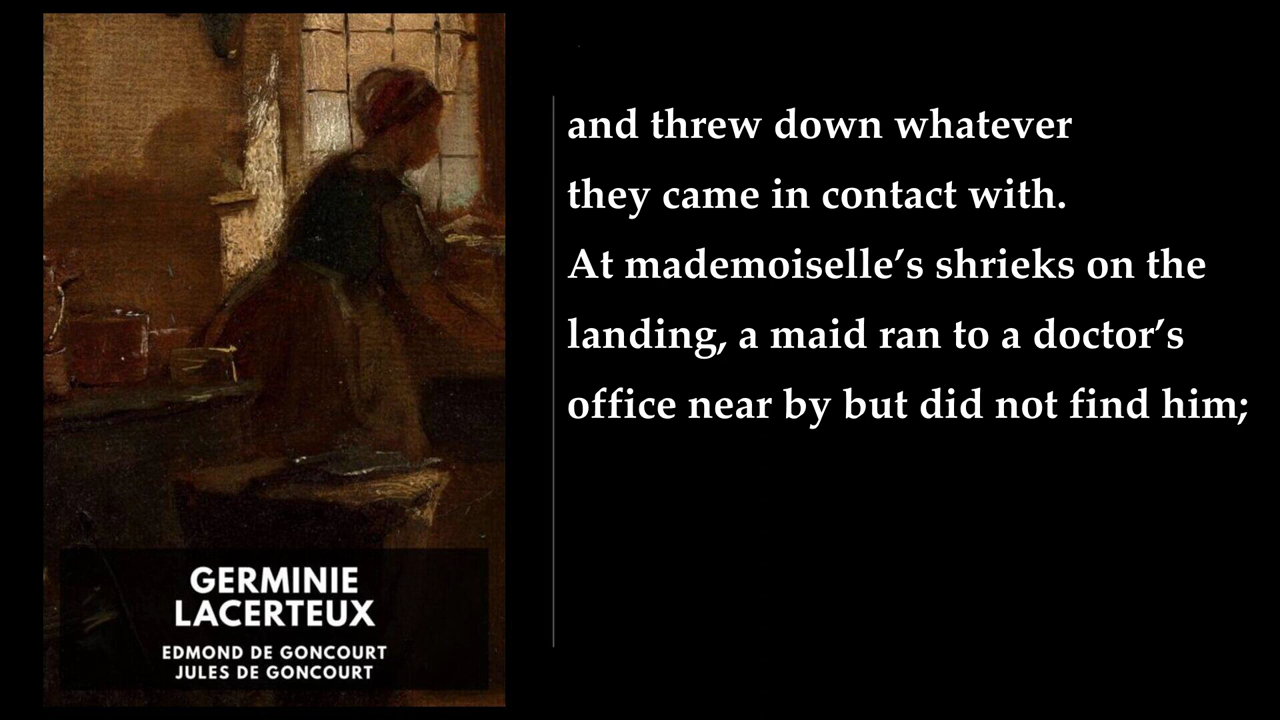 and threw down whatever
they came in contact with.
At mademoiselle’s shrieks on the
landing, a maid ran to a doctor’s
office near by but did not find him;
GERMINIE
LACERTEUX
EDMOND DE GONCOURT
JULES DE GONCOURT